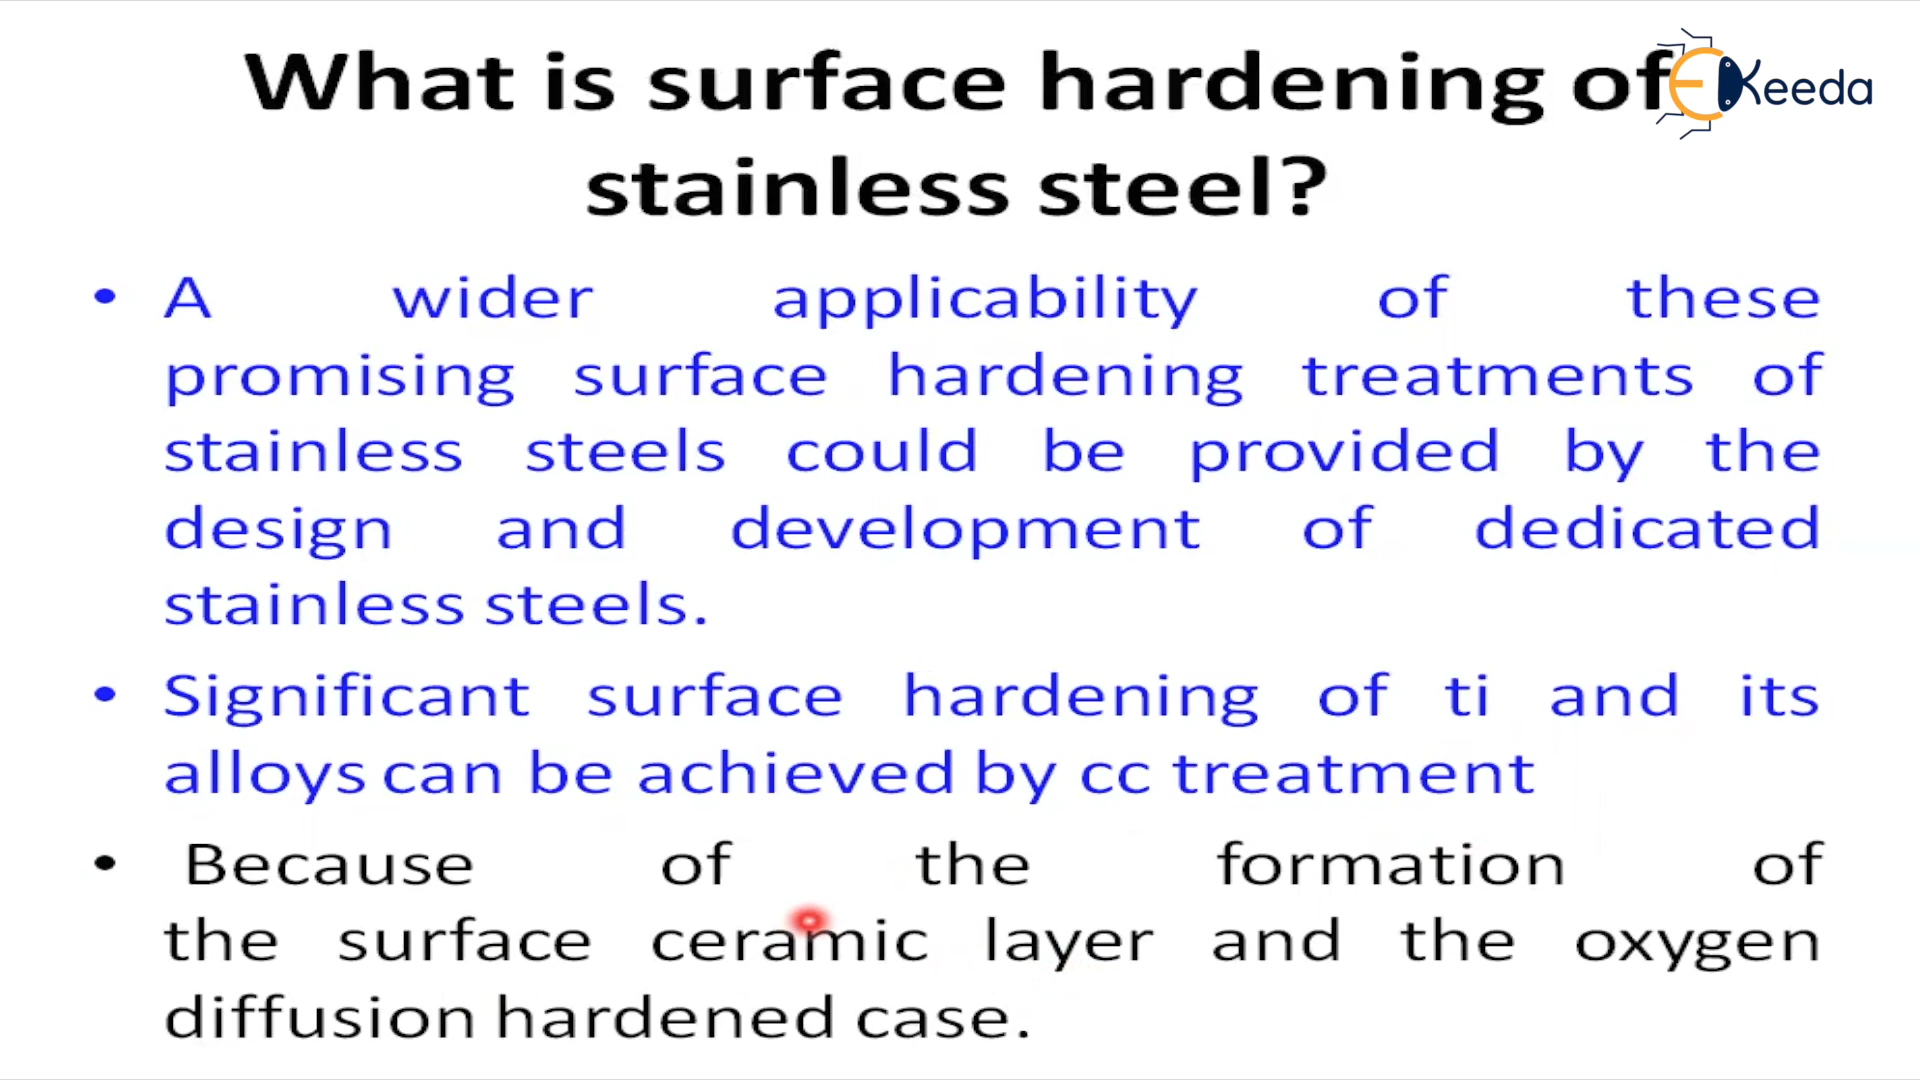 What is surface hardening of
stainless steel?
EKeeda
• A wider applicability of these
promising surface hardening treatments of
stainless steels could be provided by the
design and development of dedicated
stainless steels.
• Significant surface hardening of ti and its
alloys can be achieved by cc treatment
• Because of the formation of
the surface ceramic layer and the oxygen
diffusion hardened case.